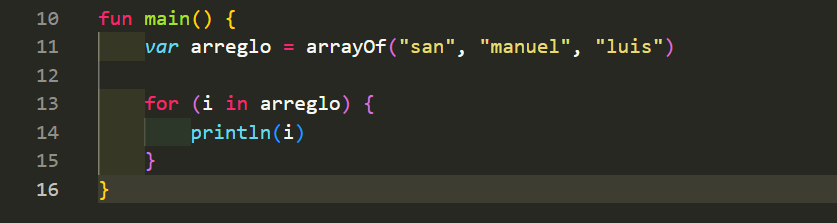 10 fun main() {
11     var arreglo = arrayOf("san", "manuel", "luis")
12
13     for (i in arreglo) {
14         println(i)
15     }
16 }